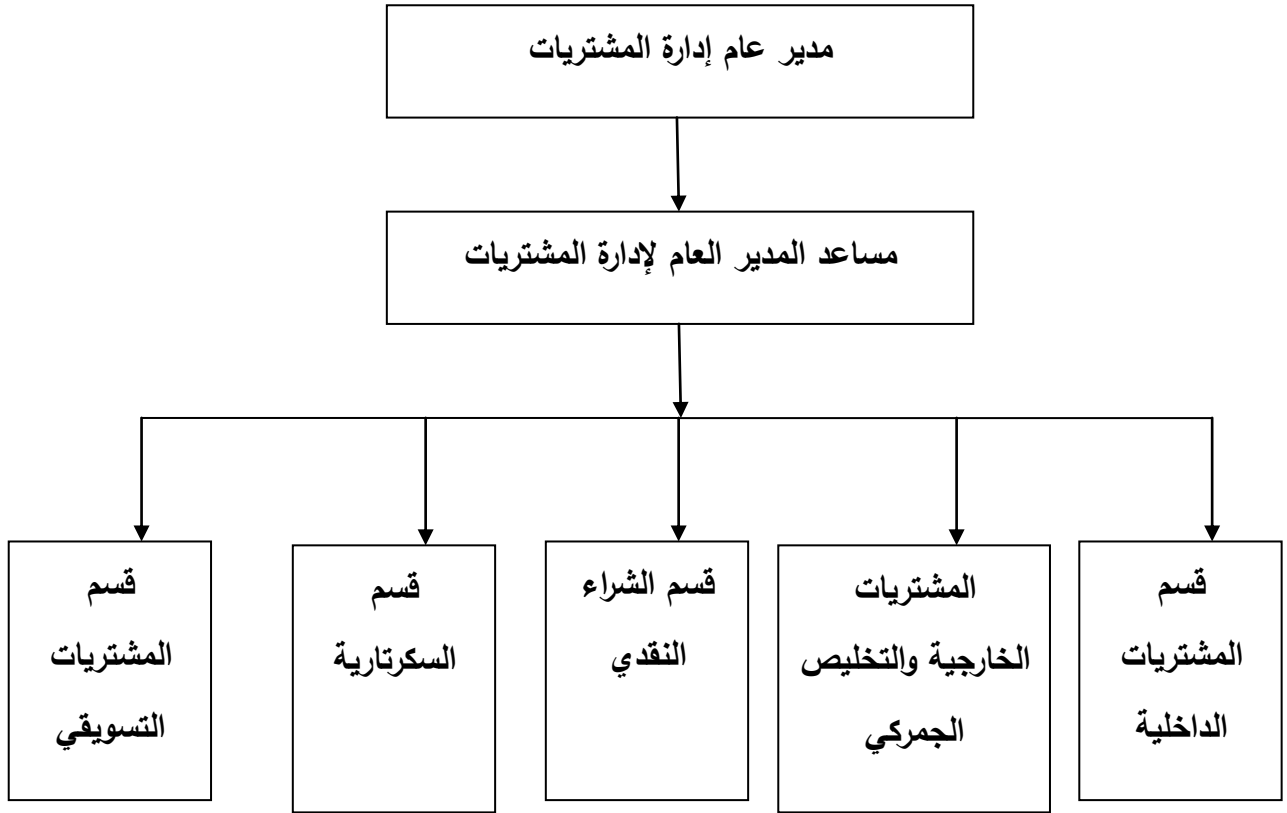 مدير عام إدارة المشتريات
مساعد المدير العام لإدارة المشتريات
قسم
المشتريات
الداخلية
المشتريات
الخارجية والتخليص
الجمركي
قسم الشراء
النقدي
قسم
السكرتارية
قسم
المشتريات
التسويقي